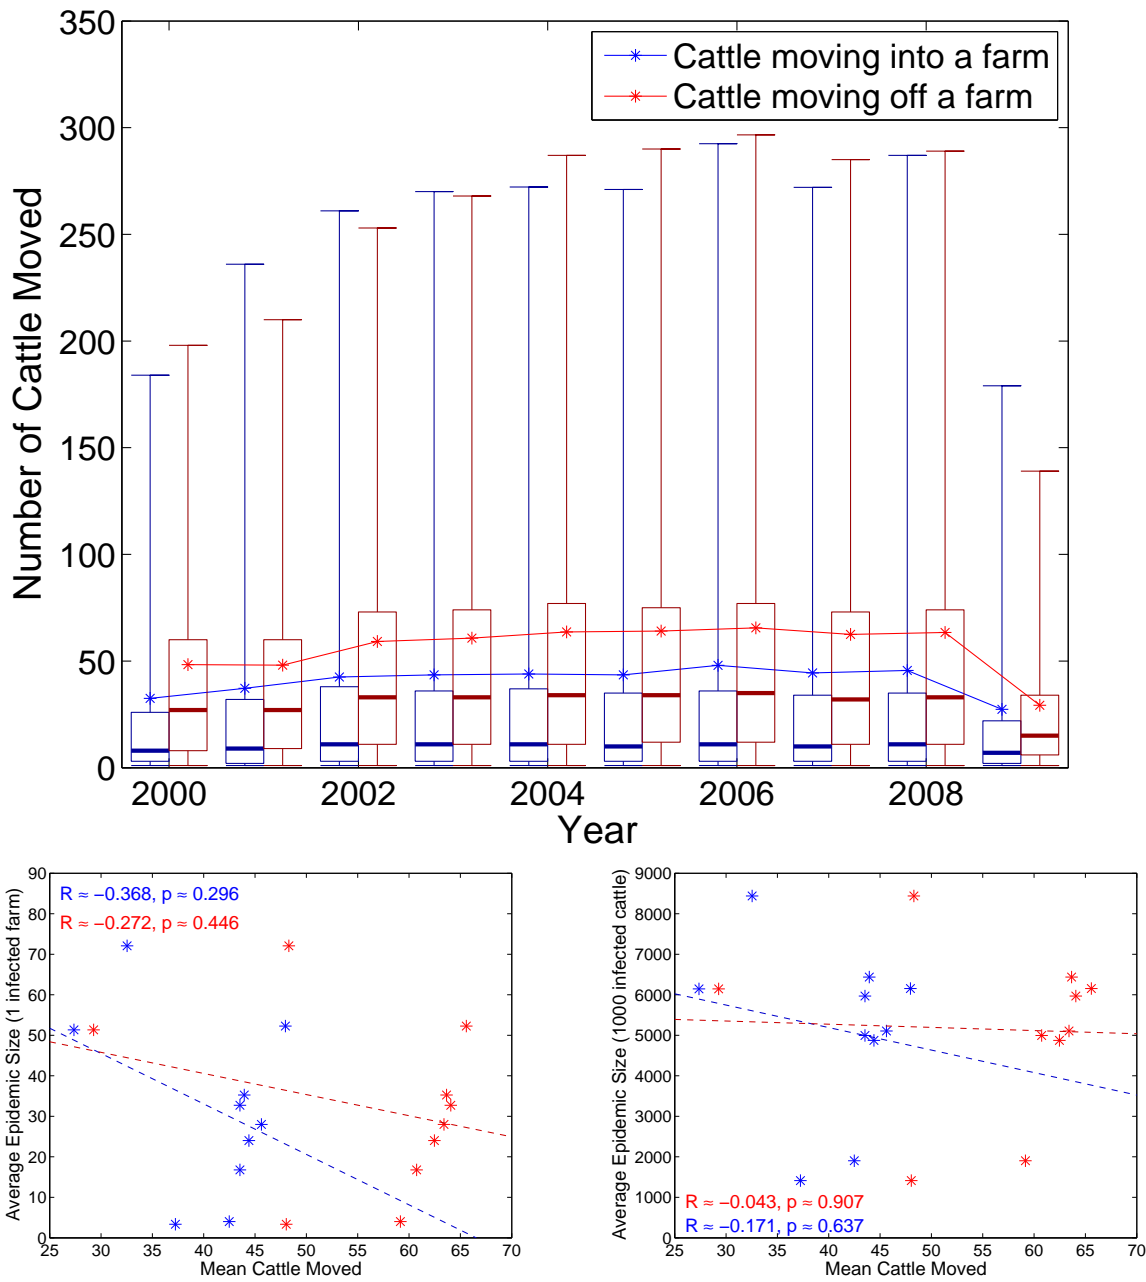 350
300
250
200
150
100
50
0
Number of Cattle Moved
Cattle moving into a farm
Cattle moving off a farm
2000 2002 2004 2006 2008
Year
90
80
70
60
50
40
30
20
10
0
Average Epidemic Size (1 infected farm)
R ≈ −0.368, p ≈ 0.296
R ≈ −0.272, p ≈ 0.446
25 30 35 40 45 50 55 60 65 70
Mean Cattle Moved
9000
8000
7000
6000
5000
4000
3000
2000
1000
0
Average Epidemic Size (1000 infected cattle)
R ≈ −0.043, p ≈ 0.907
R ≈ −0.171, p ≈ 0.637
25 30 35 40 45 50 55 60 65 70
Mean Cattle Moved